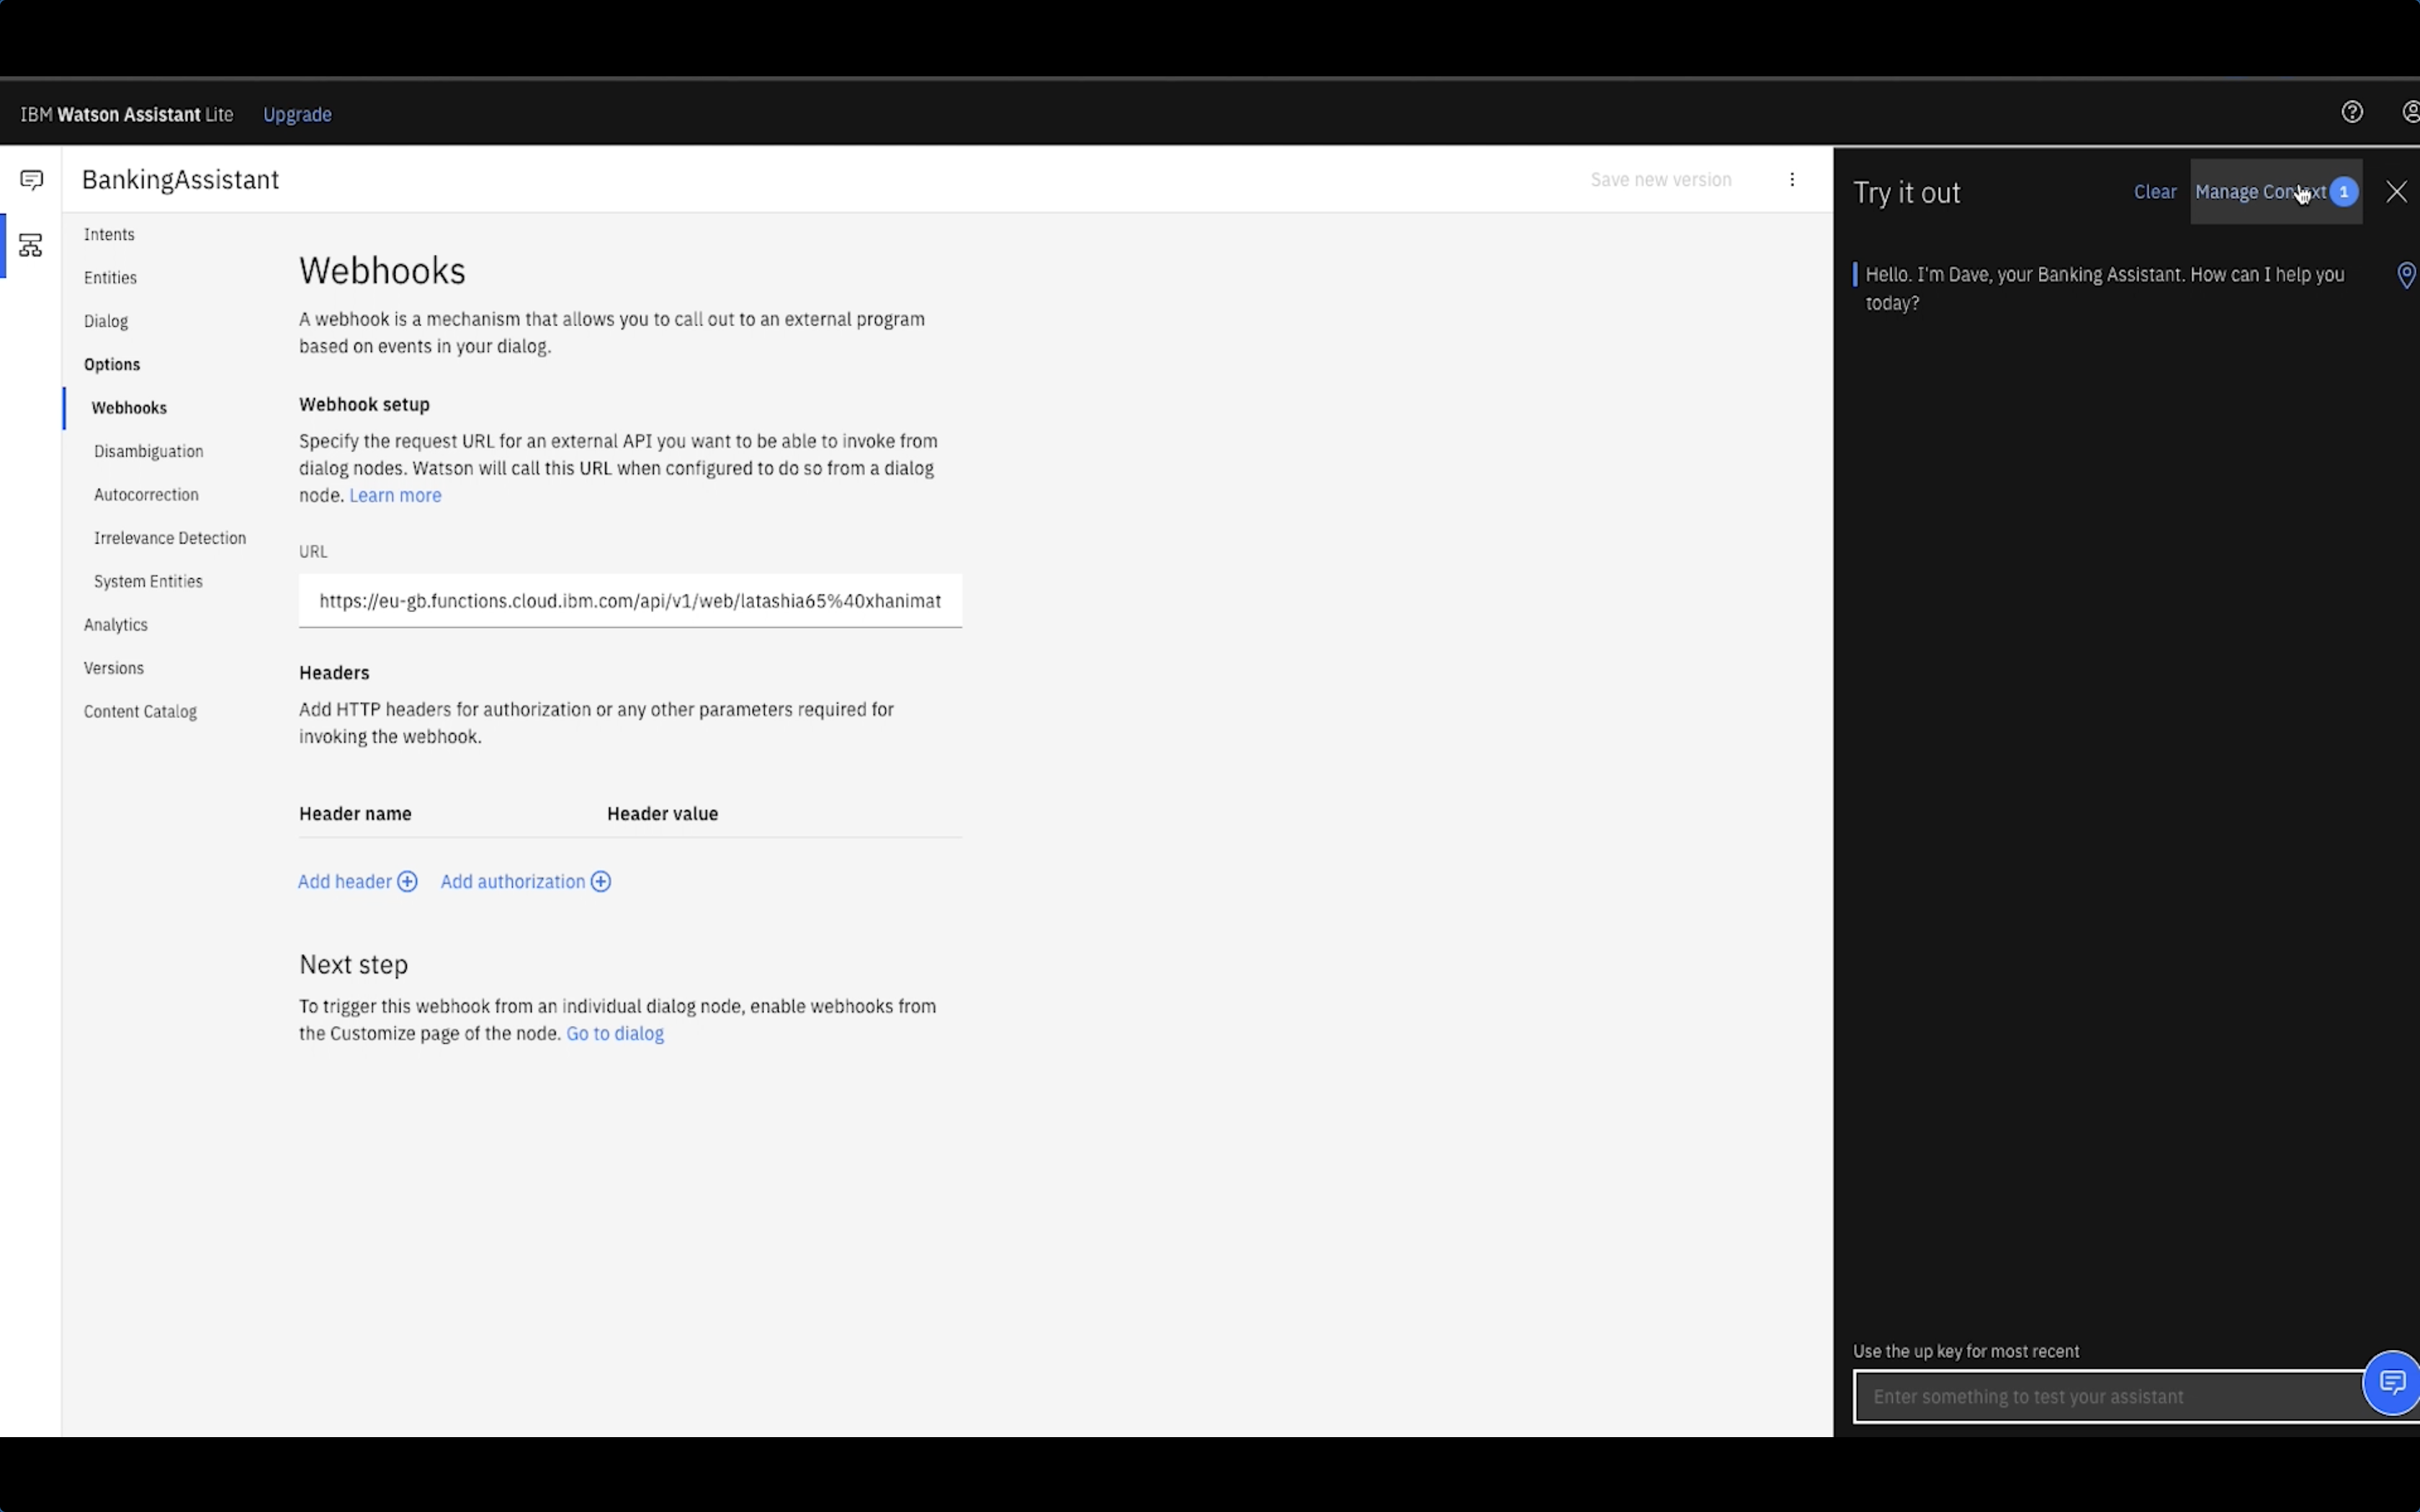 IBM Watson Assistant Lite Upgrade
BankingAssistant
Save new version
Intents
Entities
Dialog
Options
Webhooks
Disambiguation
Autocorrection
Irrelevance Detection
System Entities
Analytics
Versions
Content Catalog
Webhooks
A webhook is a mechanism that allows you to call out to an external program
based on events in your dialog.
Webhook setup
Specify the request URL for an external API you want to be able to invoke from
dialog nodes. Watson will call this URL when configured to do so from a dialog
node. Learn more
URL
https://eu-gb.functions.cloud.ibm.com/api/v1/web/latashia65%40xhanimat
Headers
Add HTTP headers for authorization or any other parameters required for
invoking the webhook.
Header name Header value
Add header Add authorization
Next step
To trigger this webhook from an individual dialog node, enable webhooks from
the Customize page of the node. Go to dialog
Try it out Clear Manage Context 1
Hello. I'm Dave, your Banking Assistant. How can I help you
today?
Use the up key for most recent
Enter something to test your assistant